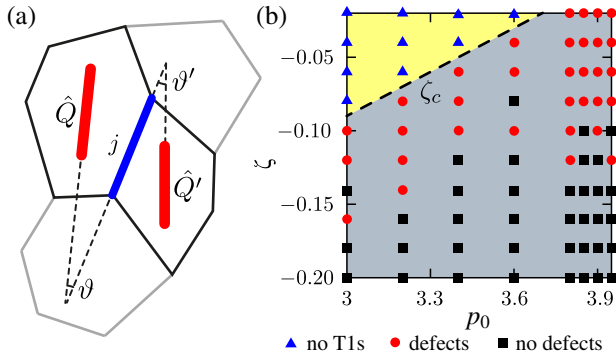 (a)
ϑ′
Q̂
j
Q̂′
ϑ
(b)
−0.05
−0.10
−0.15
−0.20
ζ
ζc
3
3.3
3.6
3.9
p0
no T1s
defects
no defects